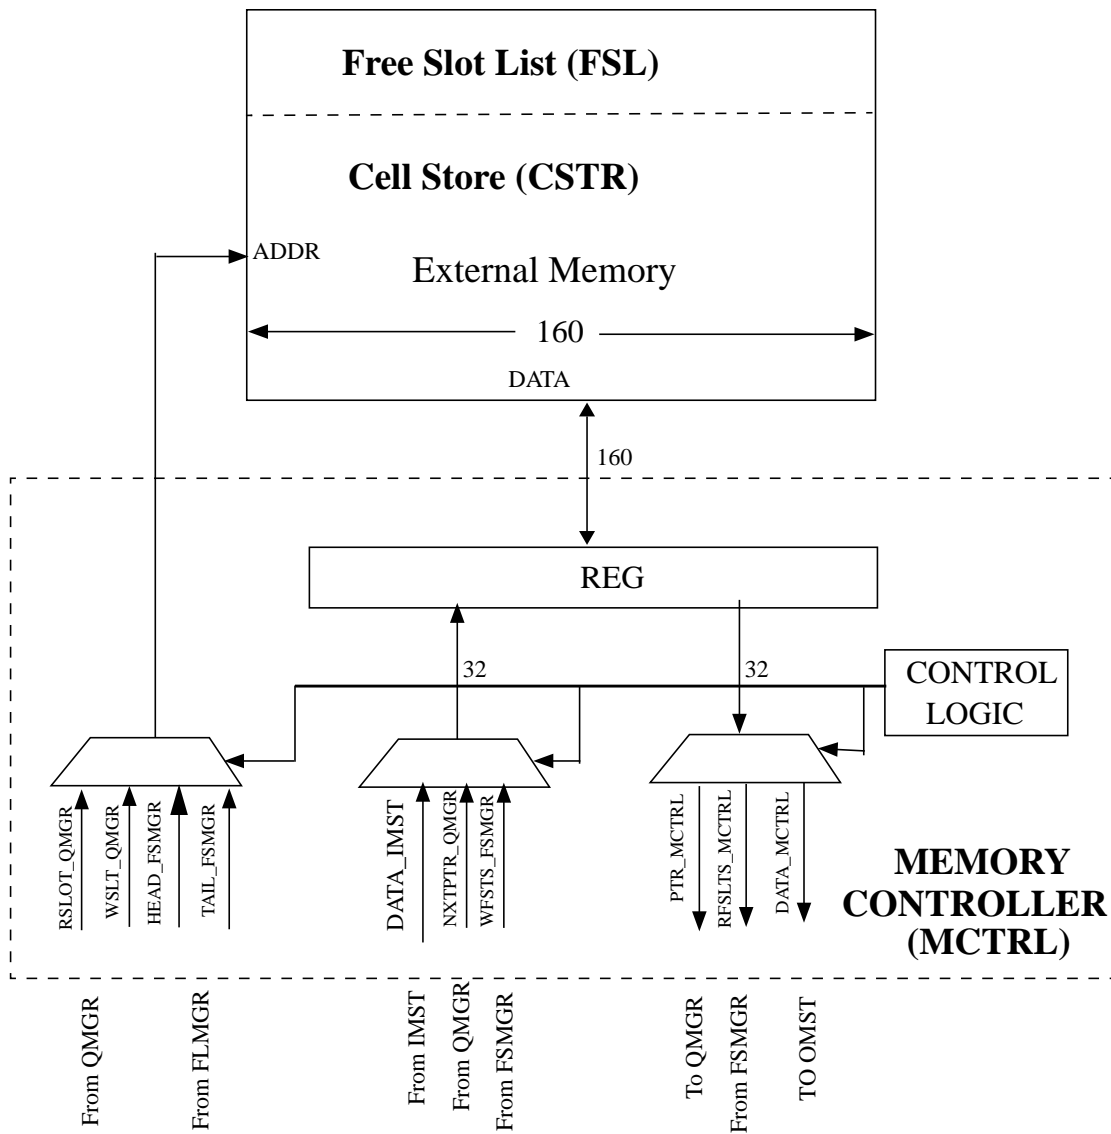 Free Slot List (FSL)
Cell Store (CSTR)
ADDR
External Memory
160
DATA
160
REG
32
32
CONTROL
LOGIC
RSLOT_QMGR
WSLT_QMGR
HEAD_FSMGR
TAIL_FSMGR
DATA_IMST
NXTPTR_QMGR
WFSTS_FSMGR
PTR_MCTRL
RFSLTS_MCTRL
DATA_MCTRL
MEMORY
CONTROLLER
(MCTRL)
From QMGR
From FLMGR
From IMST
From QMGR
From FSMGR
To QMGR
From FSMGR
TO OMST